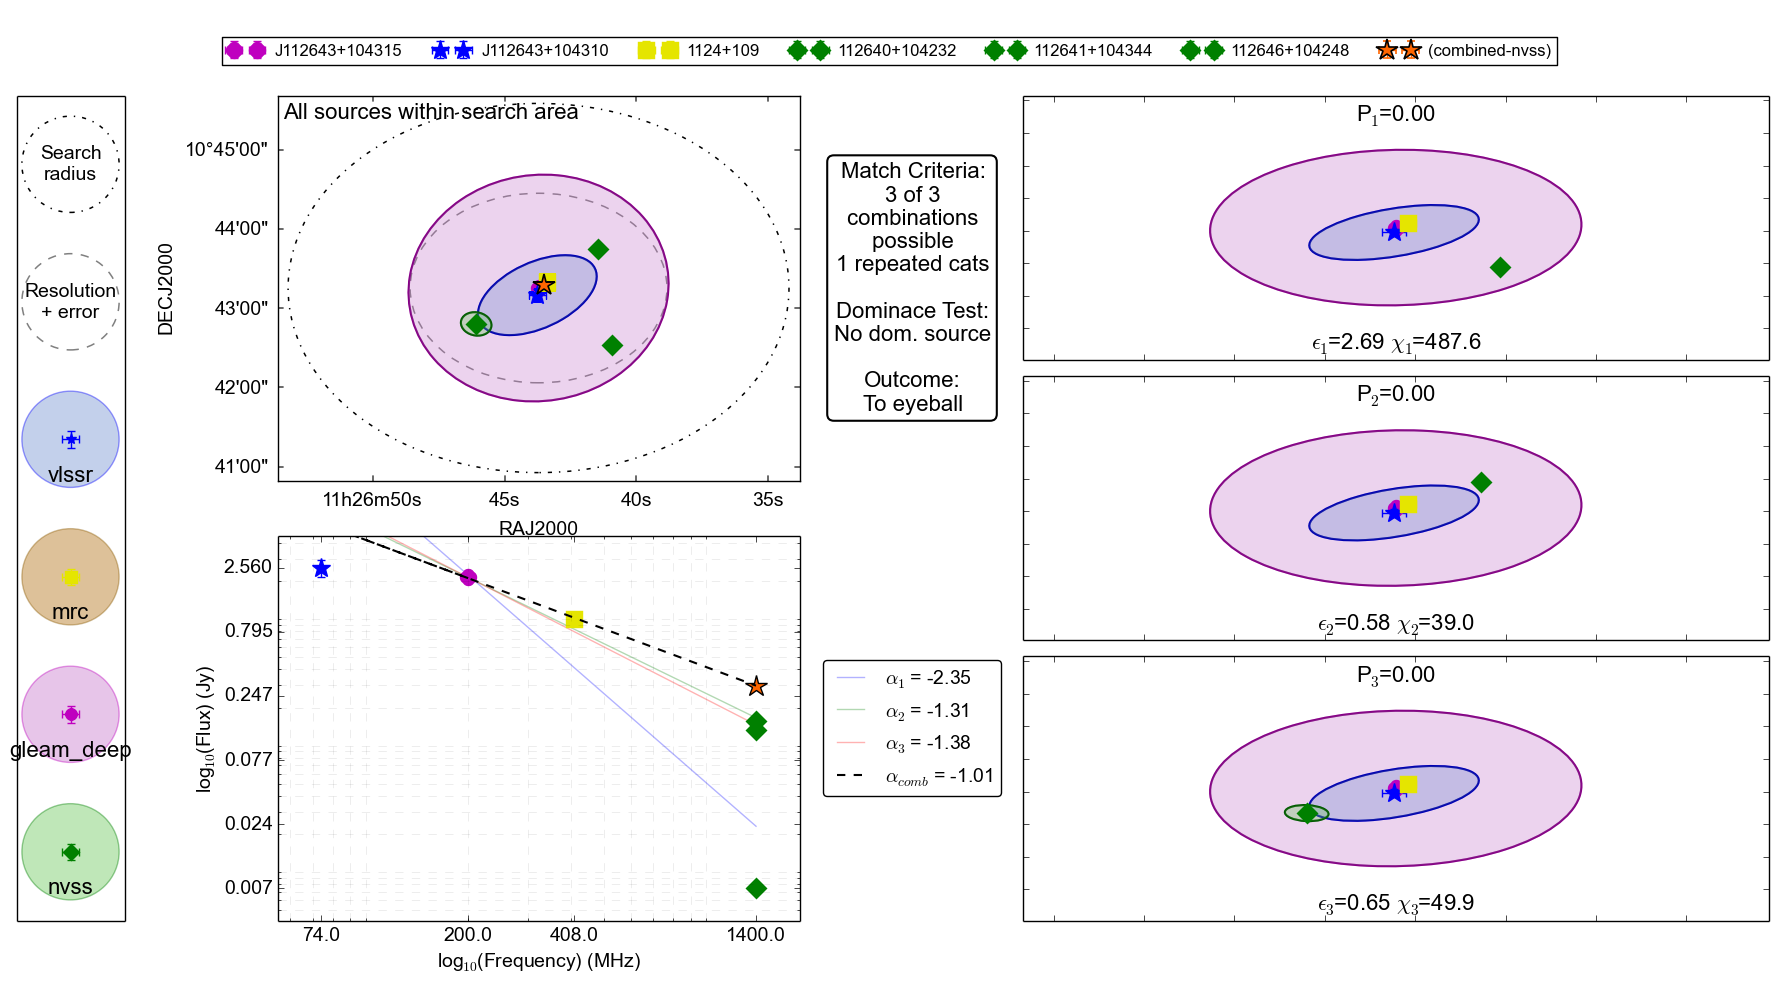 J112643+104315 J112643+104310 1124+109 112640+104232 112641+104344 112646+104248 (combined-nvss)
Search
radius
Resolution
+ error
vlssr
mrc
gleam_deep
nvss
All sources within search area
DECJ2000
10°45'00"
44'00"
43'00"
42'00"
41'00"
11h26m50s 45s 40s 35s
RAJ2000
log10(Flux) (Jy)
2.560
0.795
0.247
0.077
0.024
0.007
74.0 200.0 408.0 1400.0
log10(Frequency) (MHz)
Match Criteria:
3 of 3
combinations
possible
1 repeated cats
Dominace Test:
No dom. source
Outcome:
To eyeball
α1 = -2.35
α2 = -1.31
α3 = -1.38
αcomb = -1.01
P1=0.00
ϵ1=2.69 χ1=487.6
P2=0.00
ϵ2=0.58 χ2=39.0
P3=0.00
ϵ3=0.65 χ3=49.9